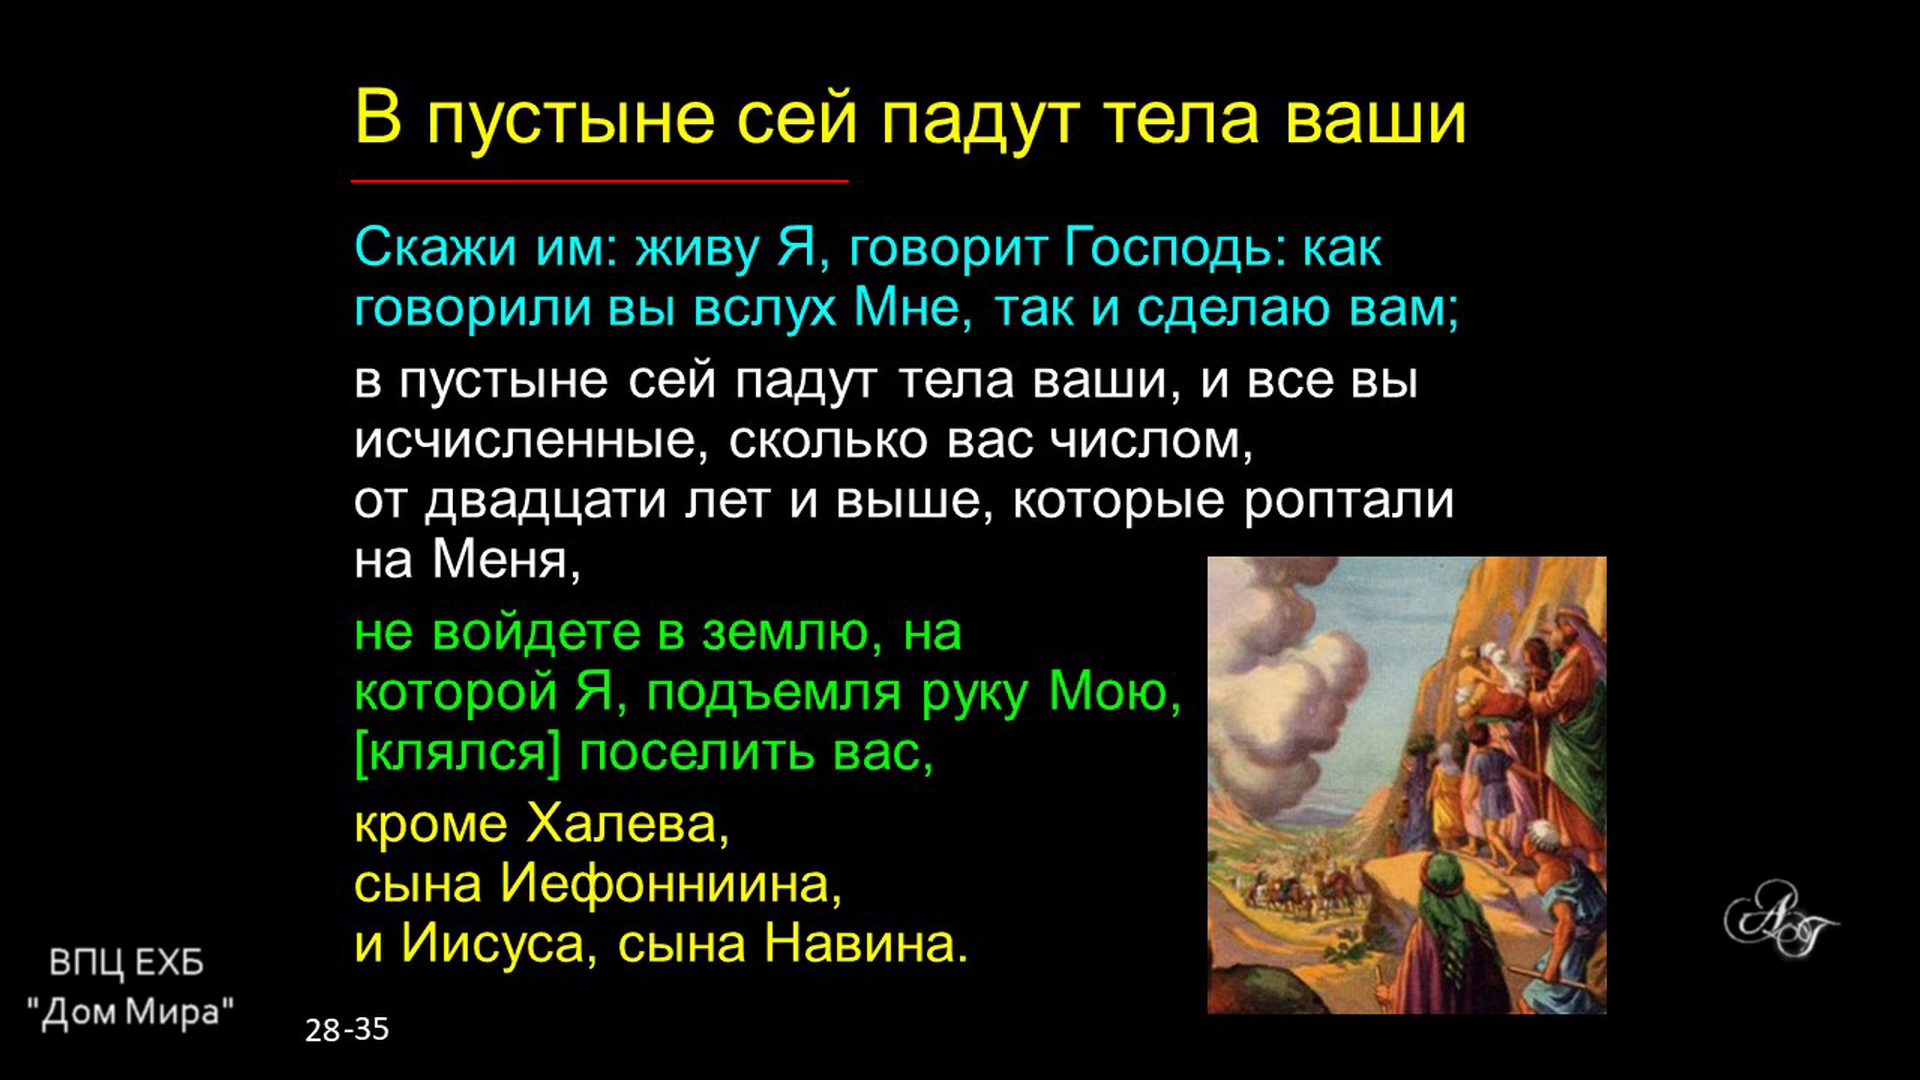 В пустыне сей падут тела ваши
Скажи им: живу Я, говорит Господь: как
говорили вы вслух Мне, так и сделаю вам;
в пустыне сей падут тела ваши, и все вы
исчисленные, сколько вас числом,
от двадцати лет и выше, которые роптали
на Меня,
не войдете в землю, на
которой Я, подъемля руку Мою,
[клялся] поселить вас,
кроме Халева,
сына Иефонниина,
и Иисуса, сына Навина.
ВПЦ ЕХБ
"Дом Мира"
28-35
АГ